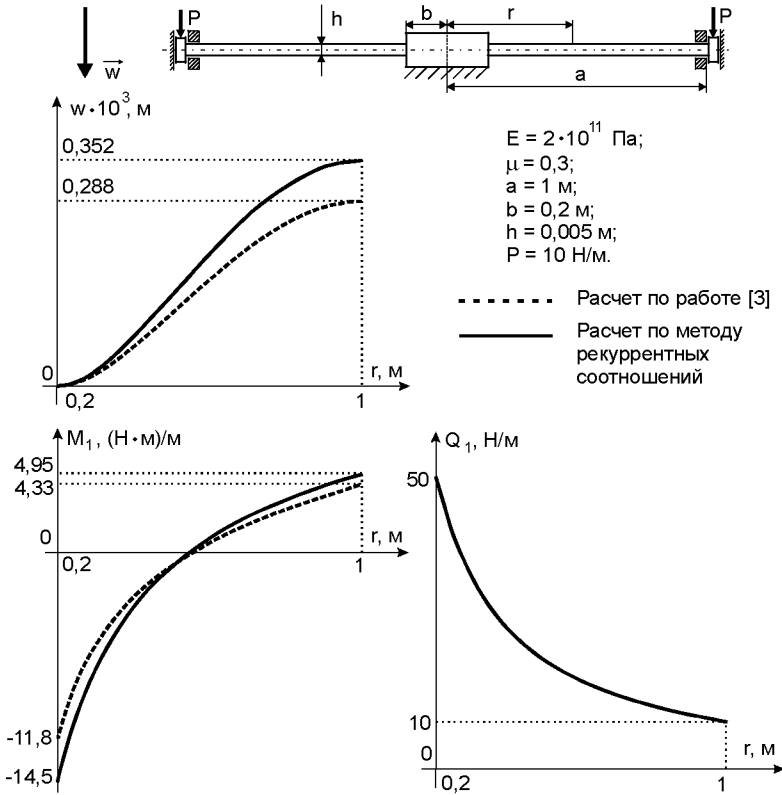 P
h
b
r
P
w
a
w·10³, м
0,352
0,288
0
0,2
1
r, м
E = 2·10¹¹ Па;
μ = 0,3;
a = 1 м;
b = 0,2 м;
h = 0,005 м;
P = 10 Н/м.
Расчет по работе [3]
Расчет по методу
рекуррентных
соотношений
M₁, (Н·м)/м
4,95
4,33
0
0,2
1
r, м
-11,8
-14,5
Q₁, Н/м
50
10
0
0,2
1
r, м